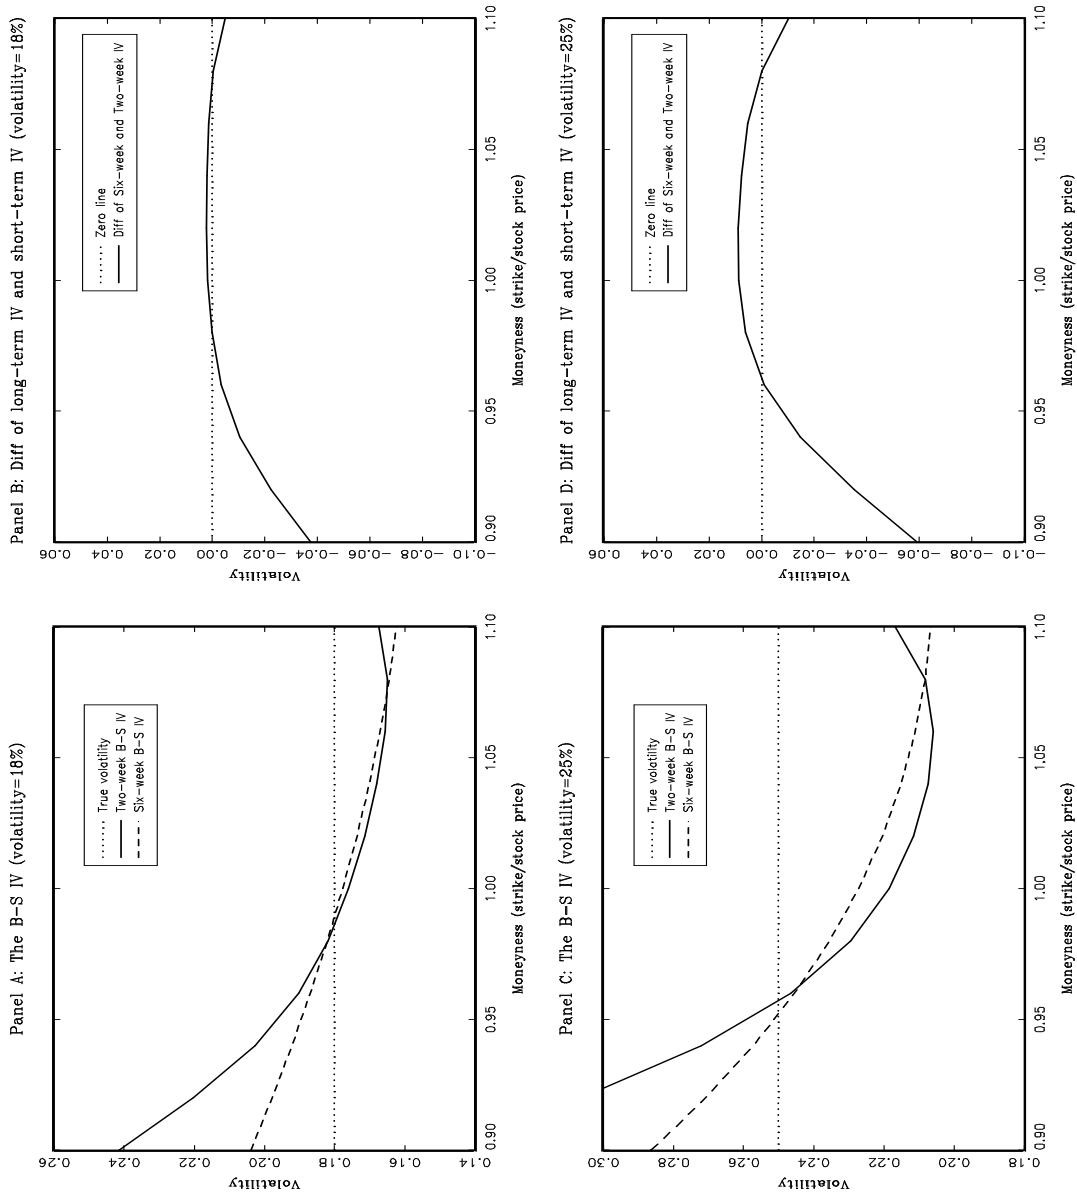 Panel A: The B-S IV (volatility=18%)
True volatility
Two-week B-S IV
Six-week B-S IV
Volatility
0.26
0.24
0.22
0.20
0.18
0.16
0.14
0.90
0.95
1.00
1.05
1.10
Moneyness (strike/stock price)
Panel B: Diff of long-term IV and short-term IV (volatility=18%)
Zero line
Diff of Six-week and Two-week IV
Volatility
0.06
0.04
0.02
0.00
-0.02
-0.04
-0.06
-0.08
-0.10
0.90
0.95
1.00
1.05
1.10
Moneyness (strike/stock price)
Panel C: The B-S IV (volatility=25%)
True volatility
Two-week B-S IV
Six-week B-S IV
Volatility
0.30
0.28
0.26
0.24
0.22
0.20
0.18
0.90
0.95
1.00
1.05
1.10
Moneyness (strike/stock price)
Panel D: Diff of long-term IV and short-term IV (volatility=25%)
Zero line
Diff of Six-week and Two-week IV
Volatility
0.06
0.04
0.02
0.00
-0.02
-0.04
-0.06
-0.08
-0.10
0.90
0.95
1.00
1.05
1.10
Moneyness (strike/stock price)